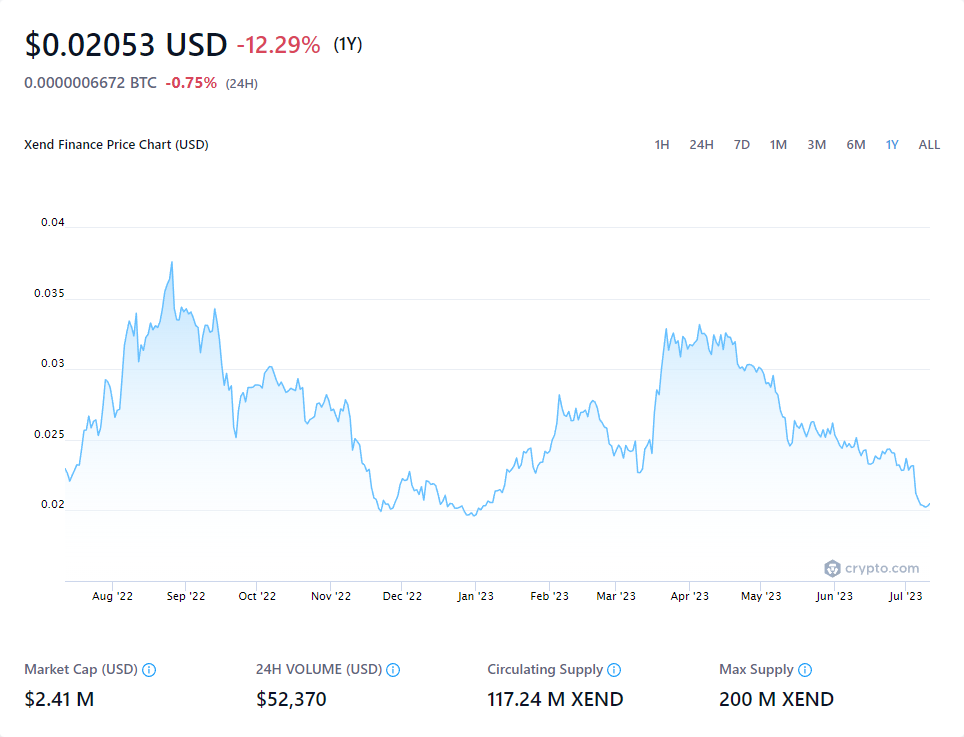 $0.02053 USD -12.29% (1Y)
0.0000006672 BTC -0.75% (24H)
Xend Finance Price Chart (USD) 1H 24H 7D 1M 3M 6M 1Y ALL
0.04
0.035
0.03
0.025
0.02
crypto.com
Aug '22 Sep '22 Oct '22 Nov '22 Dec '22 Jan '23 Feb '23 Mar '23 Apr '23 May '23 Jun '23 Jul '23
Market Cap (USD) 24H VOLUME (USD) Circulating Supply Max Supply
$2.41 M $52,370 117.24 M XEND 200 M XEND